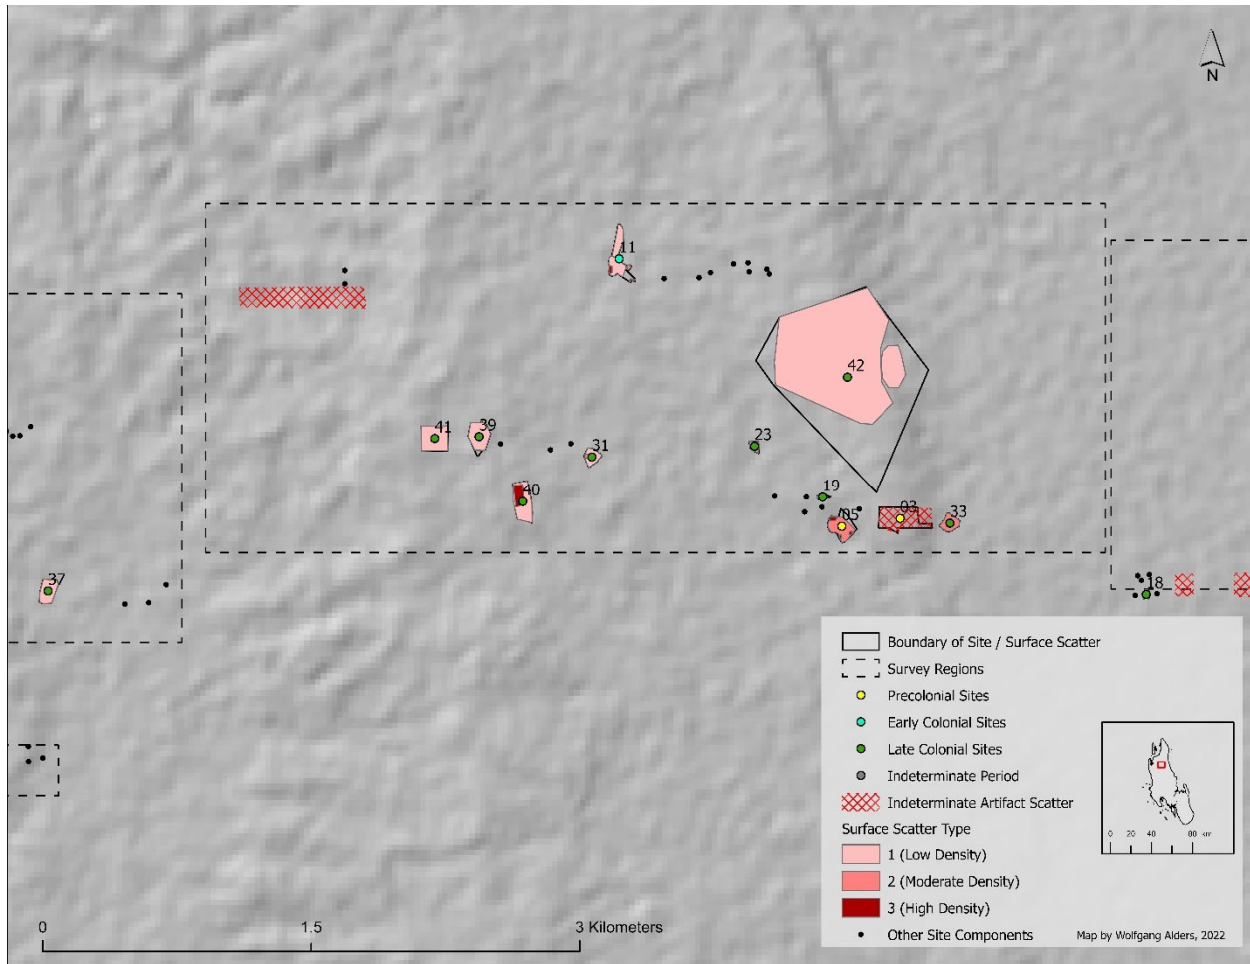 N
11
42
41
39
31
23
40
19
05
03
33
37
18
Boundary of Site / Surface Scatter
Survey Regions
Precolonial Sites
Early Colonial Sites
Late Colonial Sites
Indeterminate Period
Indeterminate Artifact Scatter
Surface Scatter Type
1 (Low Density)
2 (Moderate Density)
3 (High Density)
Other Site Components
0 20 40 80 km
Map by Wolfgang Alders, 2022
0 1.5 3 Kilometers